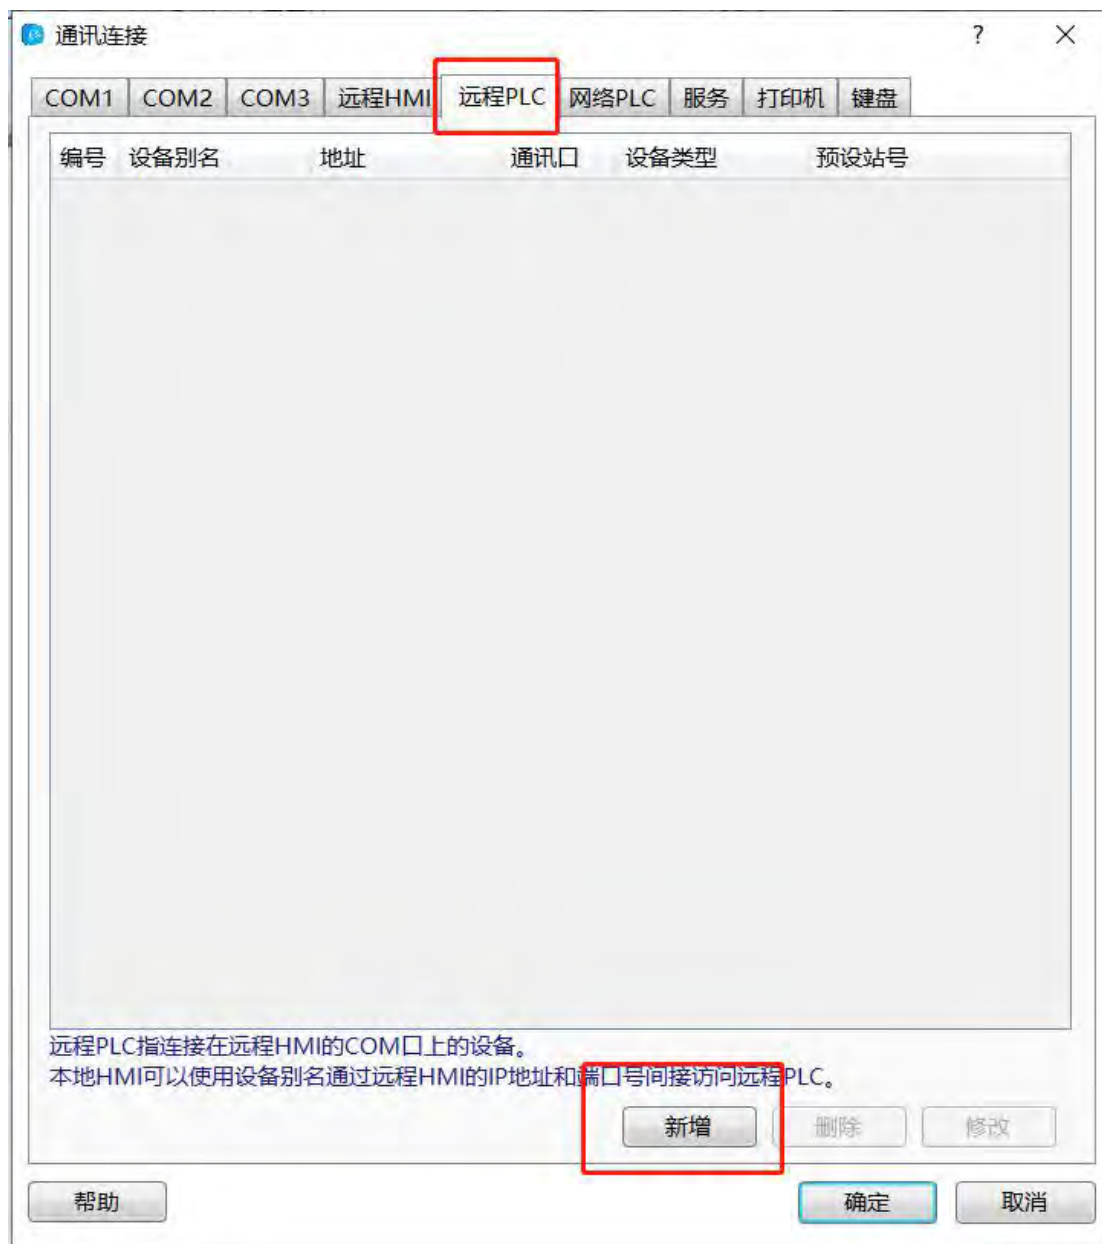 通讯连接 ? ×
COM1 COM2 COM3 远程HMI 远程PLC 网络PLC 服务 打印机 键盘
编号 设备别名 地址 通讯口 设备类型 预设站号
远程PLC指连接在远程HMI的COM口上的设备。
本地HMI可以使用设备别名通过远程HMI的IP地址和端口号间接访问远程PLC。
新增 删除 修改
帮助 确定 取消